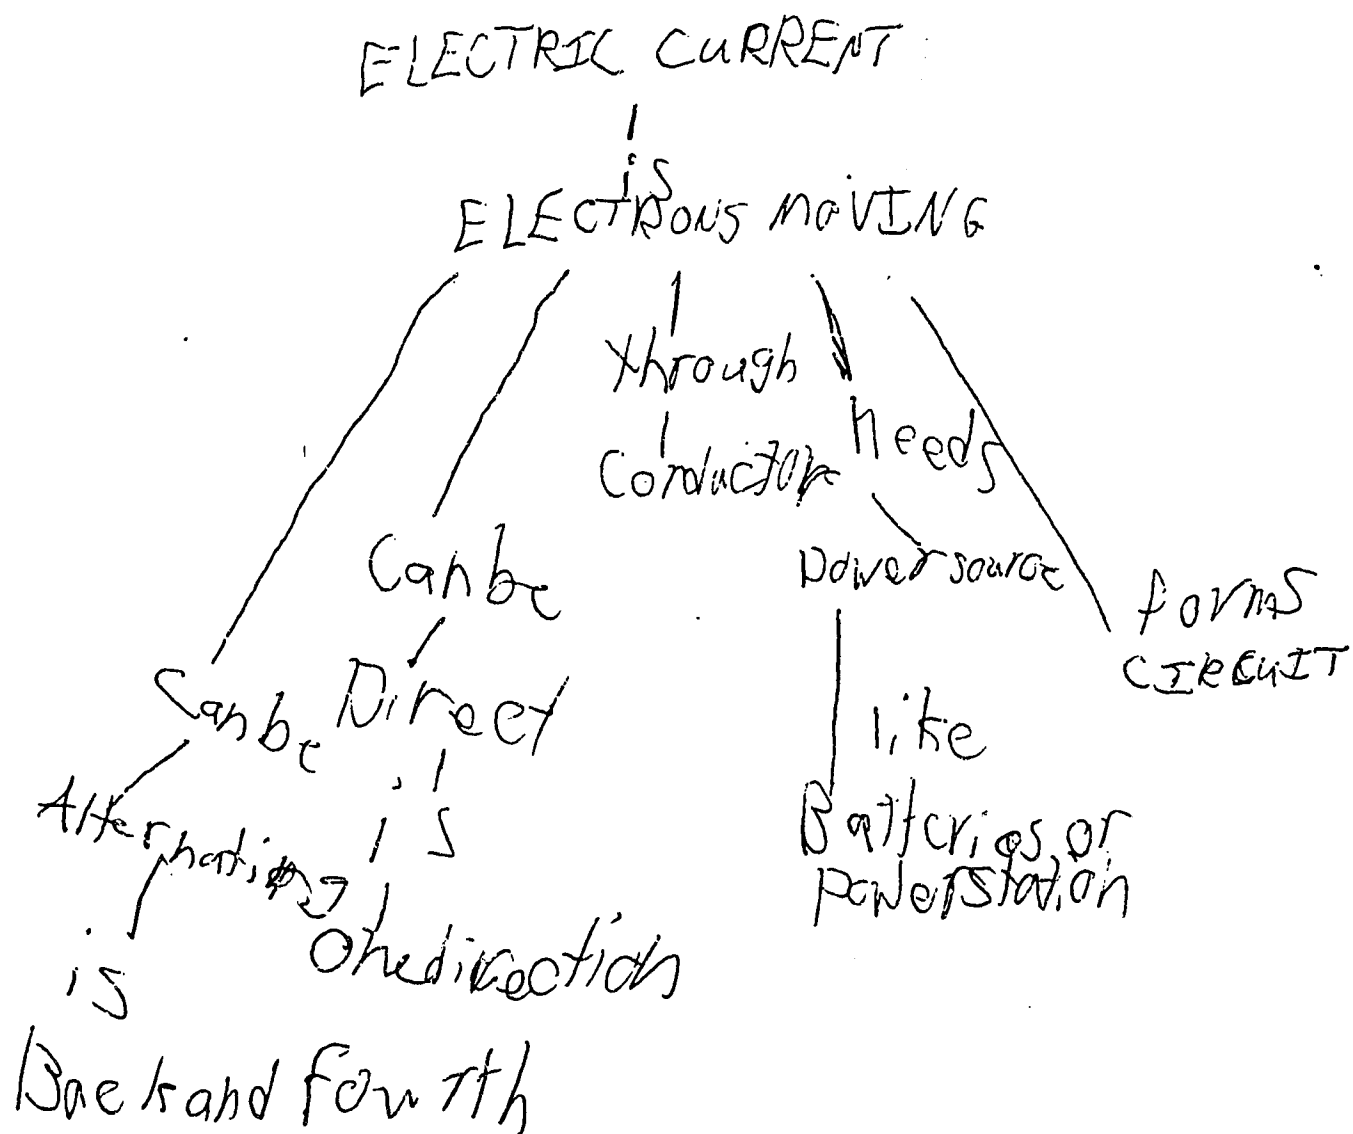 ELECTRIC CURRENT
is
ELECTRONS MOVING
through
needs
Conductor
Can be
Power source
forms
CIRCUIT
Can be
Direct
like
Alternating
is
Batteries or
powerstation
is
One direction
Back and fourth